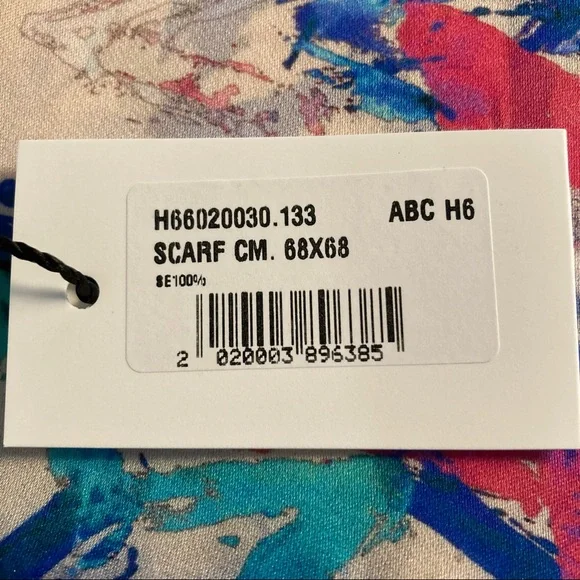 H66020030.133 ABC H6
SCARF CM. 68X68
SE100%
2 020003 896385